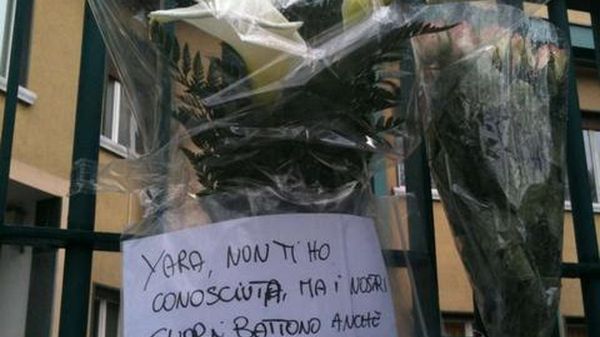 YARA, NON TI HO
CONOSCIUTA, MA I NOSTRI
CUORI BATTONO ANCHE